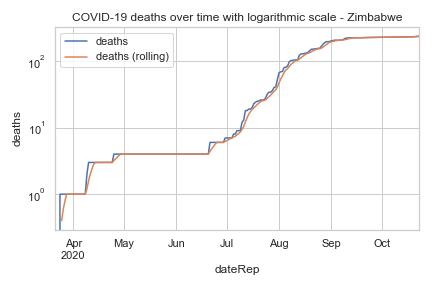 COVID-19 deaths over time with logarithmic scale - Zimbabwe
deaths
deaths (rolling)
10²
10¹
10⁰
deaths
Apr May Jun Jul Aug Sep Oct
2020
dateRep